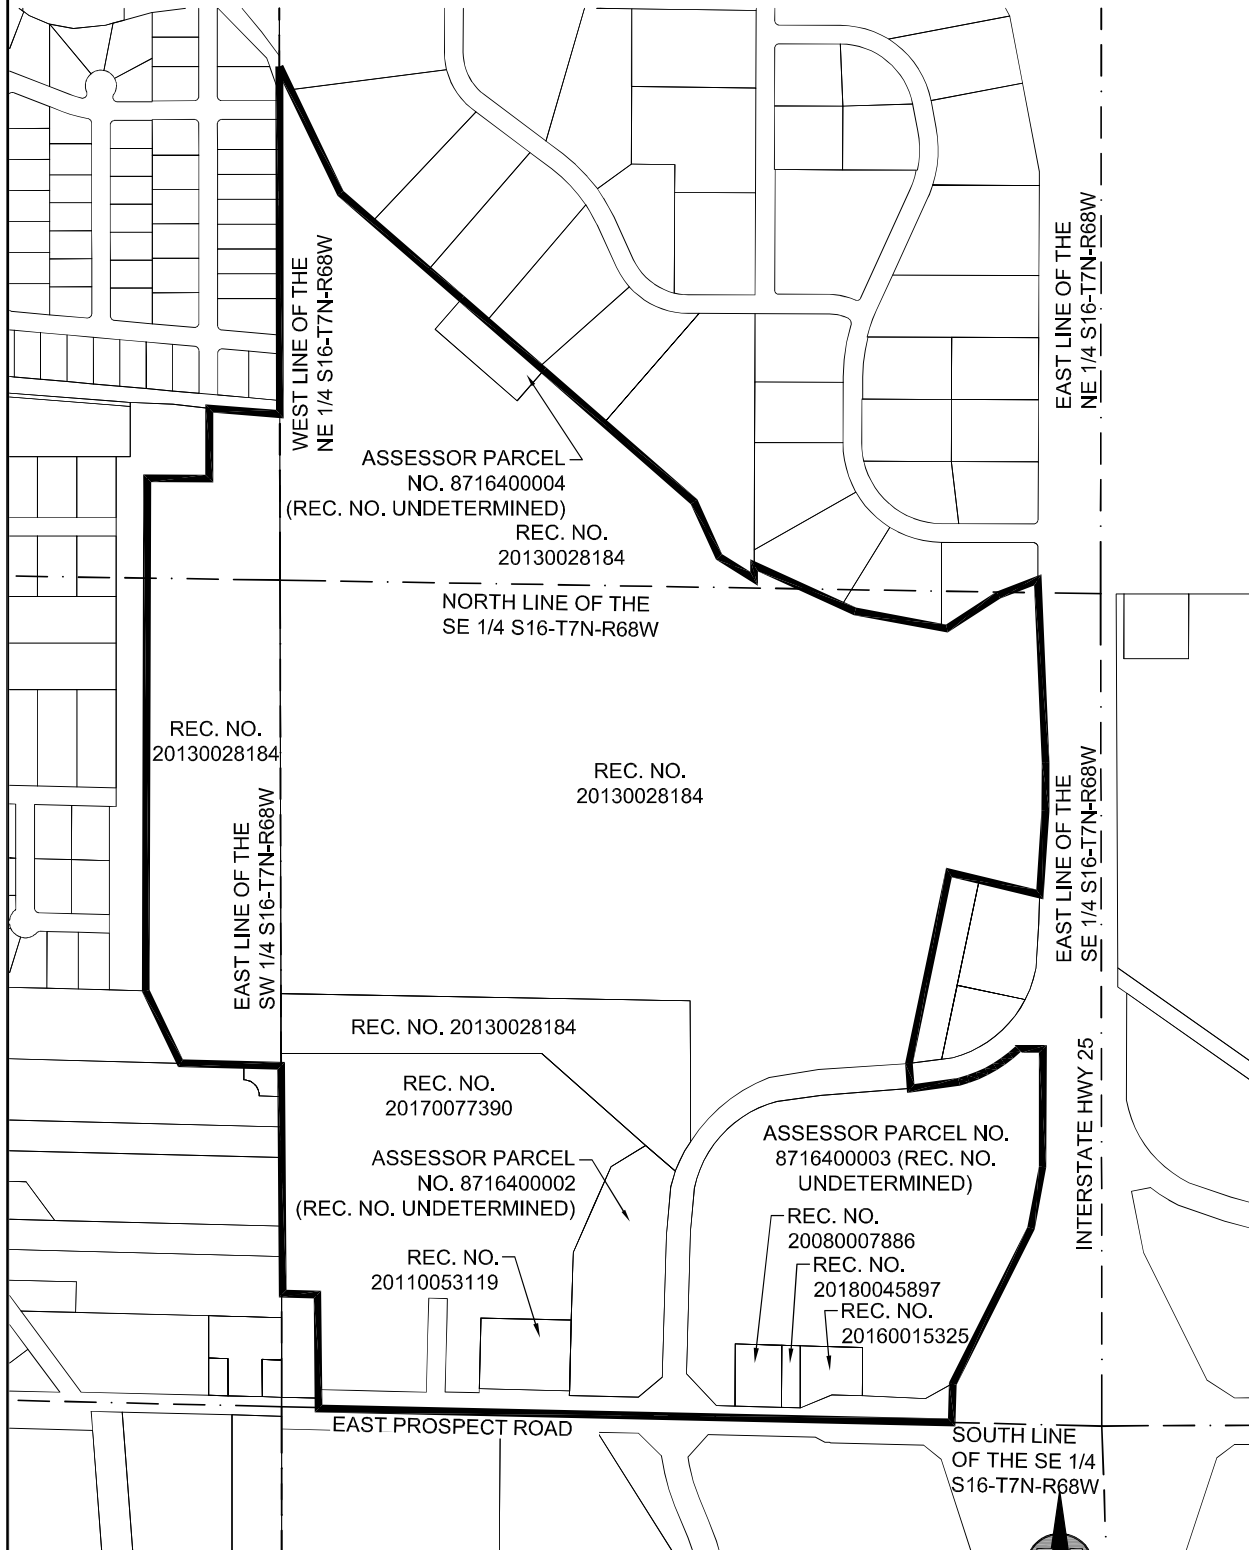 WEST LINE OF THE
NE 1/4 S16-T7N-R68W
EAST LINE OF THE
NE 1/4 S16-T7N-R68W
ASSESSOR PARCEL
NO. 8716400004
(REC. NO. UNDETERMINED)
REC. NO.
20130028184
NORTH LINE OF THE
SE 1/4 S16-T7N-R68W
REC. NO.
20130028184
REC. NO.
20130028184
EAST LINE OF THE
SW 1/4 S16-T7N-R68W
EAST LINE OF THE
SE 1/4 S16-T7N-R68W
REC. NO. 20130028184
REC. NO.
20170077390
ASSESSOR PARCEL
NO. 8716400002
(REC. NO. UNDETERMINED)
REC. NO.
20110053119
ASSESSOR PARCEL NO.
8716400003 (REC. NO.
UNDETERMINED)
REC. NO.
20080007886
REC. NO.
20180045897
REC. NO.
20160015325
INTERSTATE HWY 25
EAST PROSPECT ROAD
SOUTH LINE
OF THE SE 1/4
S16-T7N-R68W